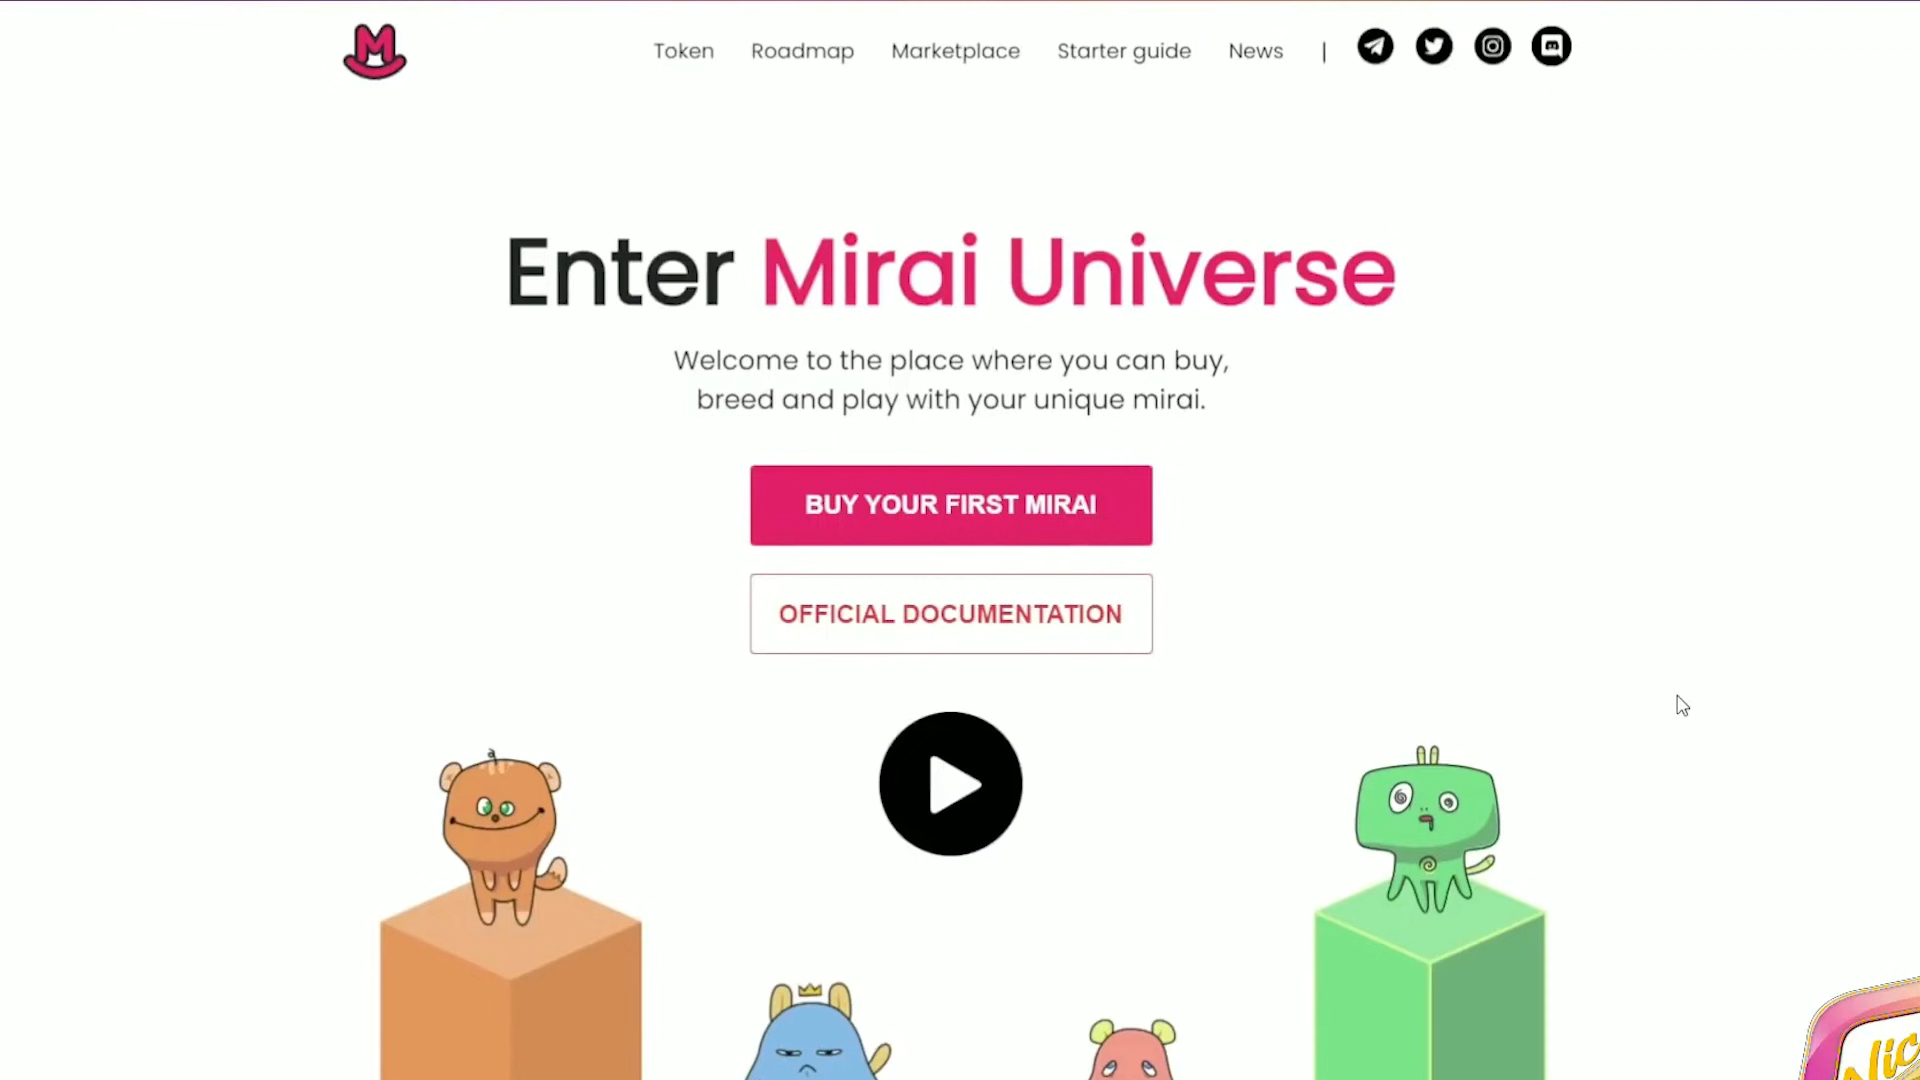 M
Token Roadmap Marketplace Starter guide News |
Enter Mirai Universe
Welcome to the place where you can buy,
breed and play with your unique mirai.
BUY YOUR FIRST MIRAI
OFFICIAL DOCUMENTATION